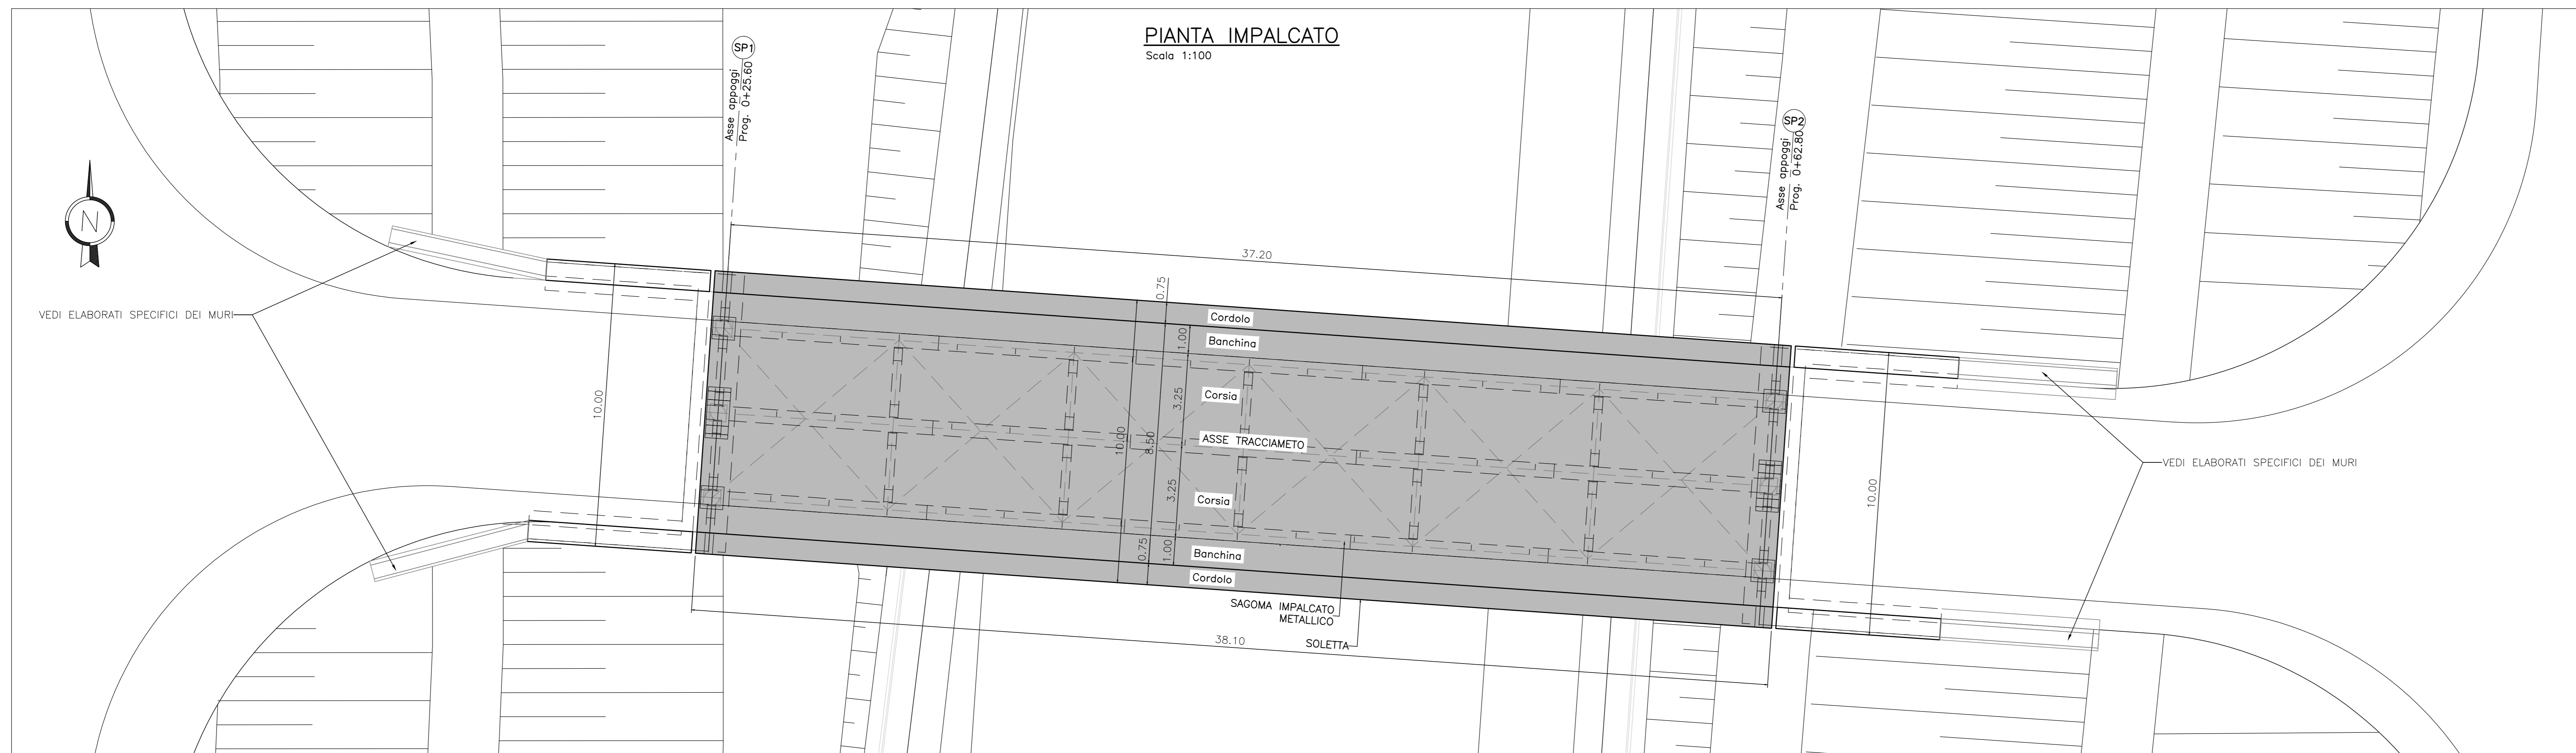 PIANTA IMPALCATO
Scala 1:100
SP1
Asse appoggi
Prog. 0+25.60
SP2
Asse appoggi
Prog. 0+62.80
N
37.20
VEDI ELABORATI SPECIFICI DEI MURI
0.75
Cordolo
1.00
Banchina
10.00
3.25
Corsia
10.00
8.50
ASSE TRACCIAMETO
VEDI ELABORATI SPECIFICI DEI MURI
3.25
Corsia
10.00
0.75
1.00
Banchina
Cordolo
SAGOMA IMPALCATO
METALLICO
38.10
SOLETTA